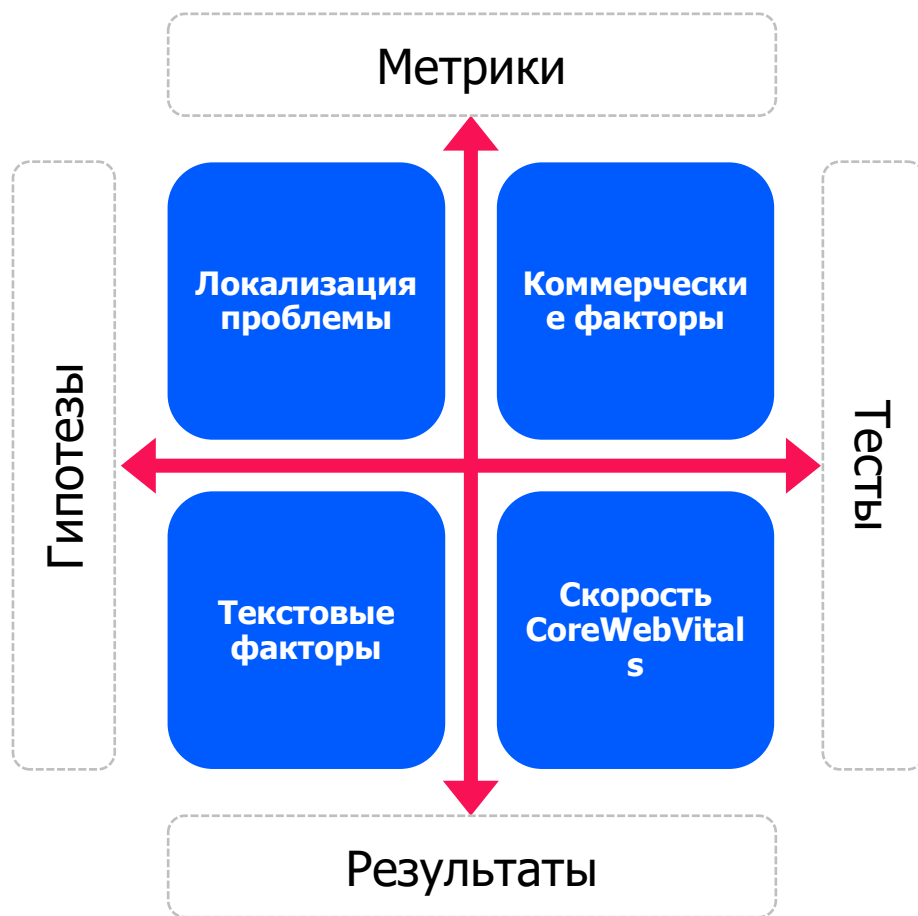 Метрики
Гипотезы
Локализация
проблемы
Коммерчески
е факторы
Тесты
Текстовые
факторы
Скорость
CoreWebVital
s
Результаты